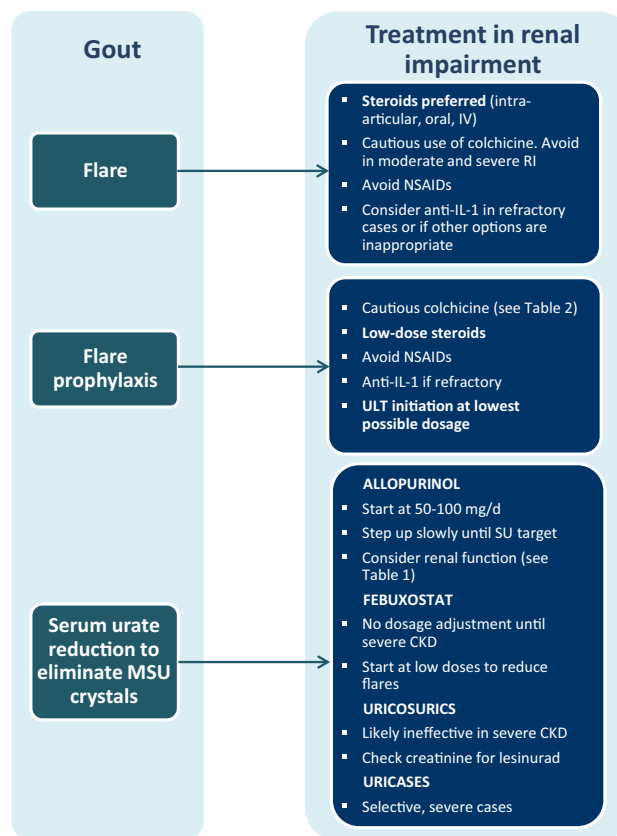 Gout
Treatment in renal
impairment
Flare
▪ Steroids preferred (intra-
articular, oral, IV)
▪ Cautious use of colchicine. Avoid
in moderate and severe RI
▪ Avoid NSAIDs
▪ Consider anti-IL-1 in refractory
cases or if other options are
inappropriate
Flare
prophylaxis
▪ Cautious colchicine (see Table 2)
▪ Low-dose steroids
▪ Avoid NSAIDs
▪ Anti-IL-1 if refractory
▪ ULT initiation at lowest
possible dosage
Serum urate
reduction to
eliminate MSU
crystals
ALLOPURINOL
▪ Start at 50-100 mg/d
▪ Step up slowly until SU target
▪ Consider renal function (see
Table 1)
FEBUXOSTAT
▪ No dosage adjustment until
severe CKD
▪ Start at low doses to reduce
flares
URICOSURICS
▪ Likely ineffective in severe CKD
▪ Check creatinine for lesinurad
URICASES
▪ Selective, severe cases